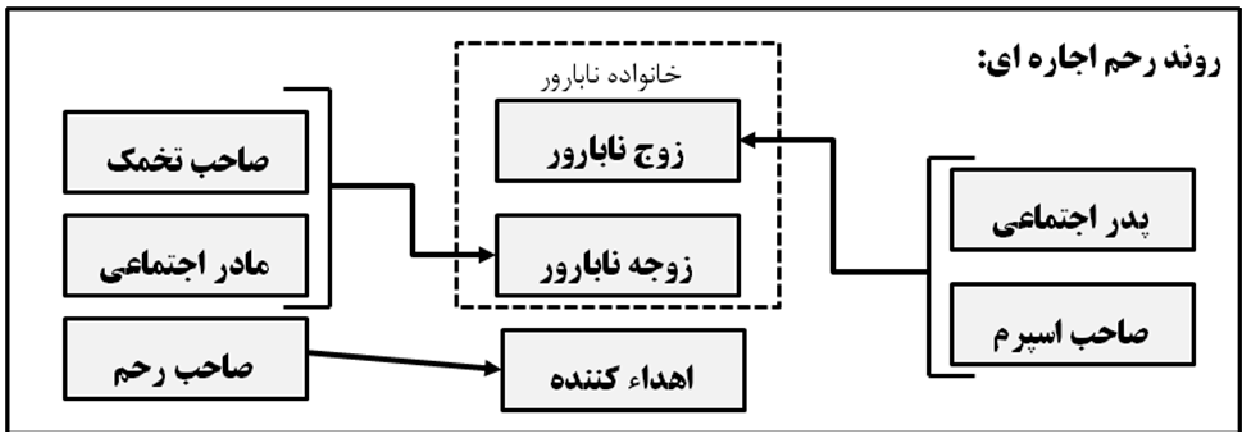 روند رحم اجاره ای:
خانواده نابارور
زوج نابارور
زوجه نابارور
پدر اجتماعی
صاحب اسپرم
صاحب تخمک
مادر اجتماعی
صاحب رحم
اهداء کننده